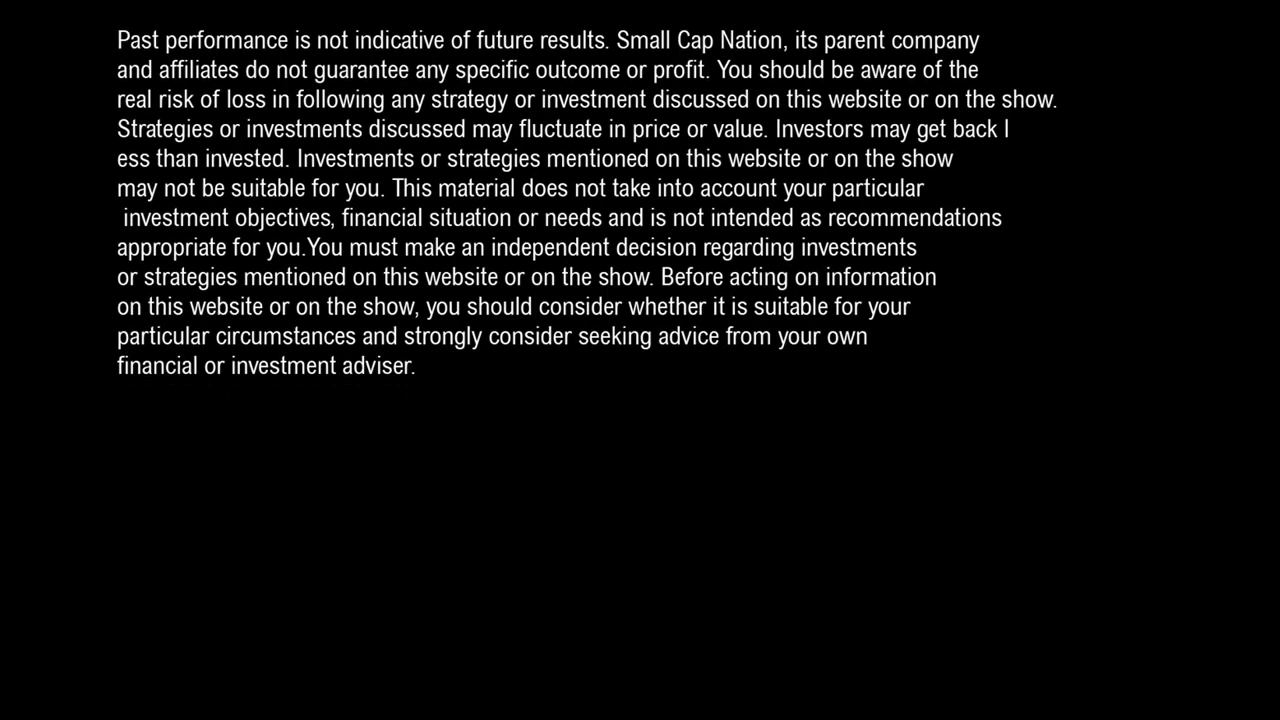 Past performance is not indicative of future results. Small Cap Nation, its parent company
and affiliates do not guarantee any specific outcome or profit. You should be aware of the
real risk of loss in following any strategy or investment discussed on this website or on the show.
Strategies or investments discussed may fluctuate in price or value. Investors may get back l
ess than invested. Investments or strategies mentioned on this website or on the show
may not be suitable for you. This material does not take into account your particular
investment objectives, financial situation or needs and is not intended as recommendations
appropriate for you.You must make an independent decision regarding investments
or strategies mentioned on this website or on the show. Before acting on information
on this website or on the show, you should consider whether it is suitable for your
particular circumstances and strongly consider seeking advice from your own
financial or investment adviser.